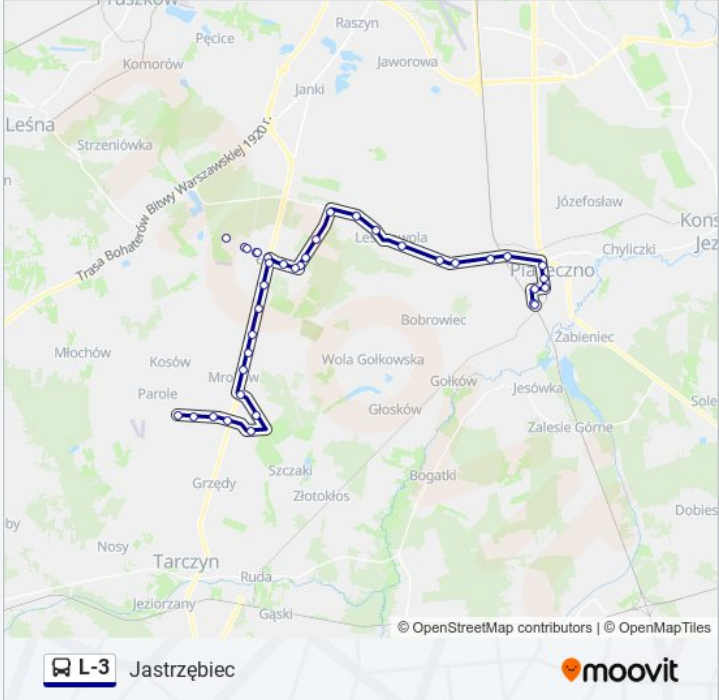 Pruszków
Pęcice
Raszyn
Komorów
Jaworowa
Janki
Leśna
Strzeniówka
Trasa Bohaterów Bitwy Warszawskiej 1920 r.
n
Józefosław
Kons
Jez
Chyliczki
Piaseczno
Bobrowiec
Żabieniec
Młochów
Kosów
Wola Gołkowska
Parole
Gołków
Jesówka
Sole
Głosków
Zalesie Górne
Szczaki
Bogatki
Grzędy
Złotokłos
Dobies
by
Nosy
Tarczyn
Ruda
Jeziorzany
Gąski
© OpenStreetMap contributors | © OpenMapTiles
L-3 Jastrzębiec
moovit